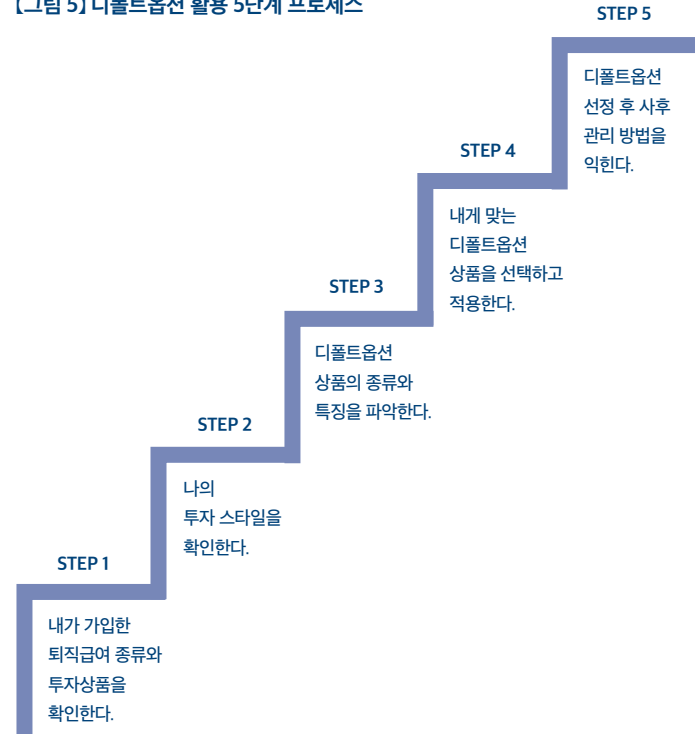 【그림 5】 디폴트옵션 활용 5단계 프로세스
STEP 1
내가 가입한
퇴직급여 종류와
투자상품을
확인한다.
STEP 2
나의
투자 스타일을
확인한다.
STEP 3
디폴트옵션
상품의 종류와
특징을 파악한다.
STEP 4
내게 맞는
디폴트옵션
상품을 선택하고
적용한다.
STEP 5
디폴트옵션
선정 후 사후
관리 방법을
익힌다.